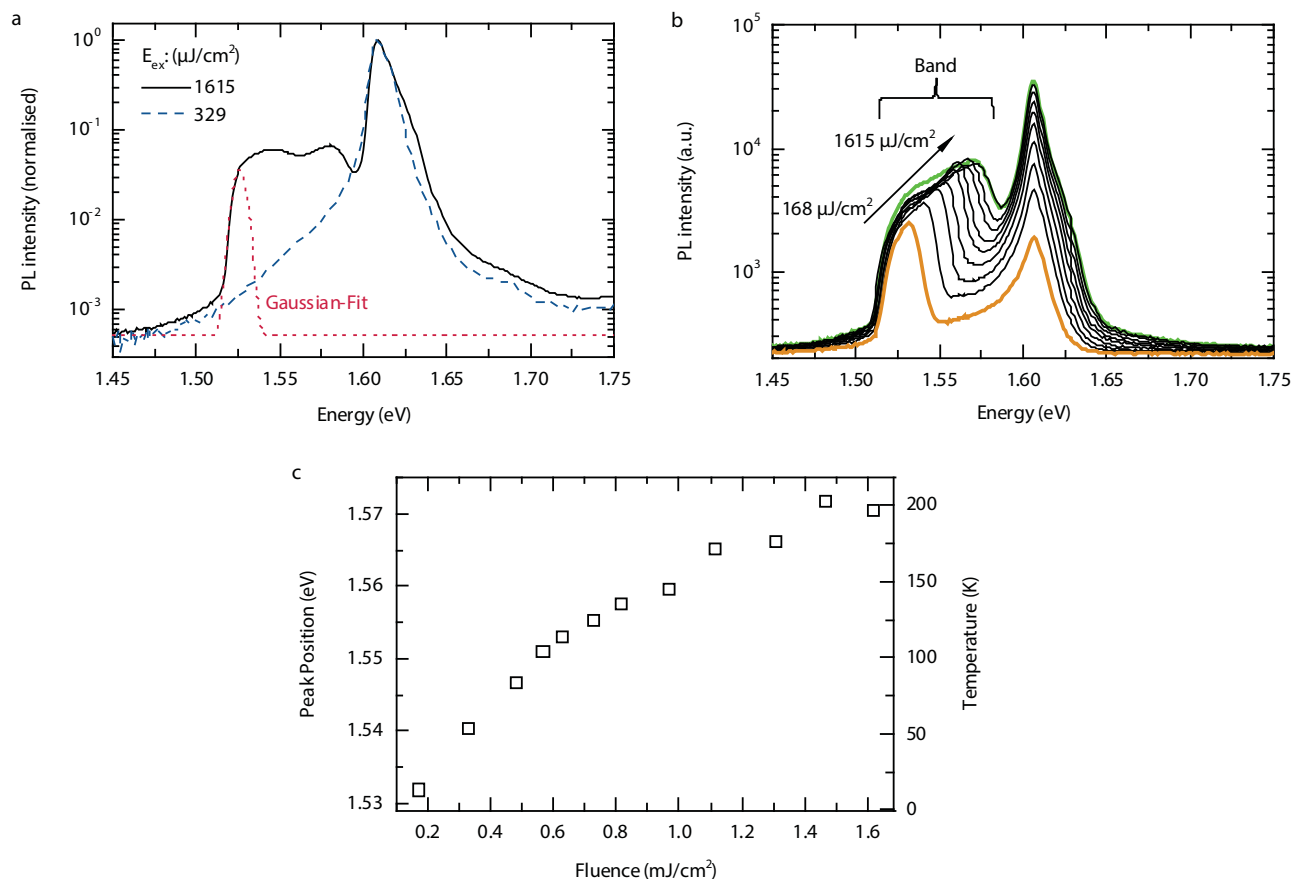 a
E_ex: (μJ/cm²)
1615
329
Gaussian-Fit
10⁰
10⁻¹
10⁻²
10⁻³
PL intensity (normalised)
1.45 1.50 1.55 1.60 1.65 1.70 1.75
Energy (eV)
b
Band
1615 μJ/cm²
168 μJ/cm²
10⁵
10⁴
10³
PL intensity (a.u.)
1.45 1.50 1.55 1.60 1.65 1.70 1.75
Energy (eV)
c
1.57
1.56
1.55
1.54
1.53
Peak Position (eV)
200
150
100
50
0
Temperature (K)
0.2 0.4 0.6 0.8 1.0 1.2 1.4 1.6
Fluence (mJ/cm²)